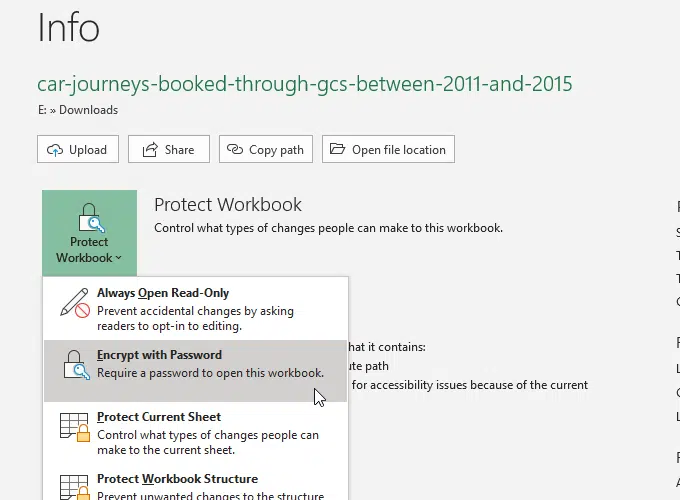 Info
car-journeys-booked-through-gcs-between-2011-and-2015
E: » Downloads
Upload
Share
Copy path
Open file location
Protect
Workbook
Protect Workbook
Control what types of changes people can make to this workbook.
Always Open Read-Only
Prevent accidental changes by asking
readers to opt-in to editing.
Encrypt with Password
Require a password to open this workbook.
hat it contains:
ute path
for accessibility issues because of the current
Protect Current Sheet
Control what types of changes people can
make to the current sheet.
Protect Workbook Structure
Prevent unwanted changes to the structure